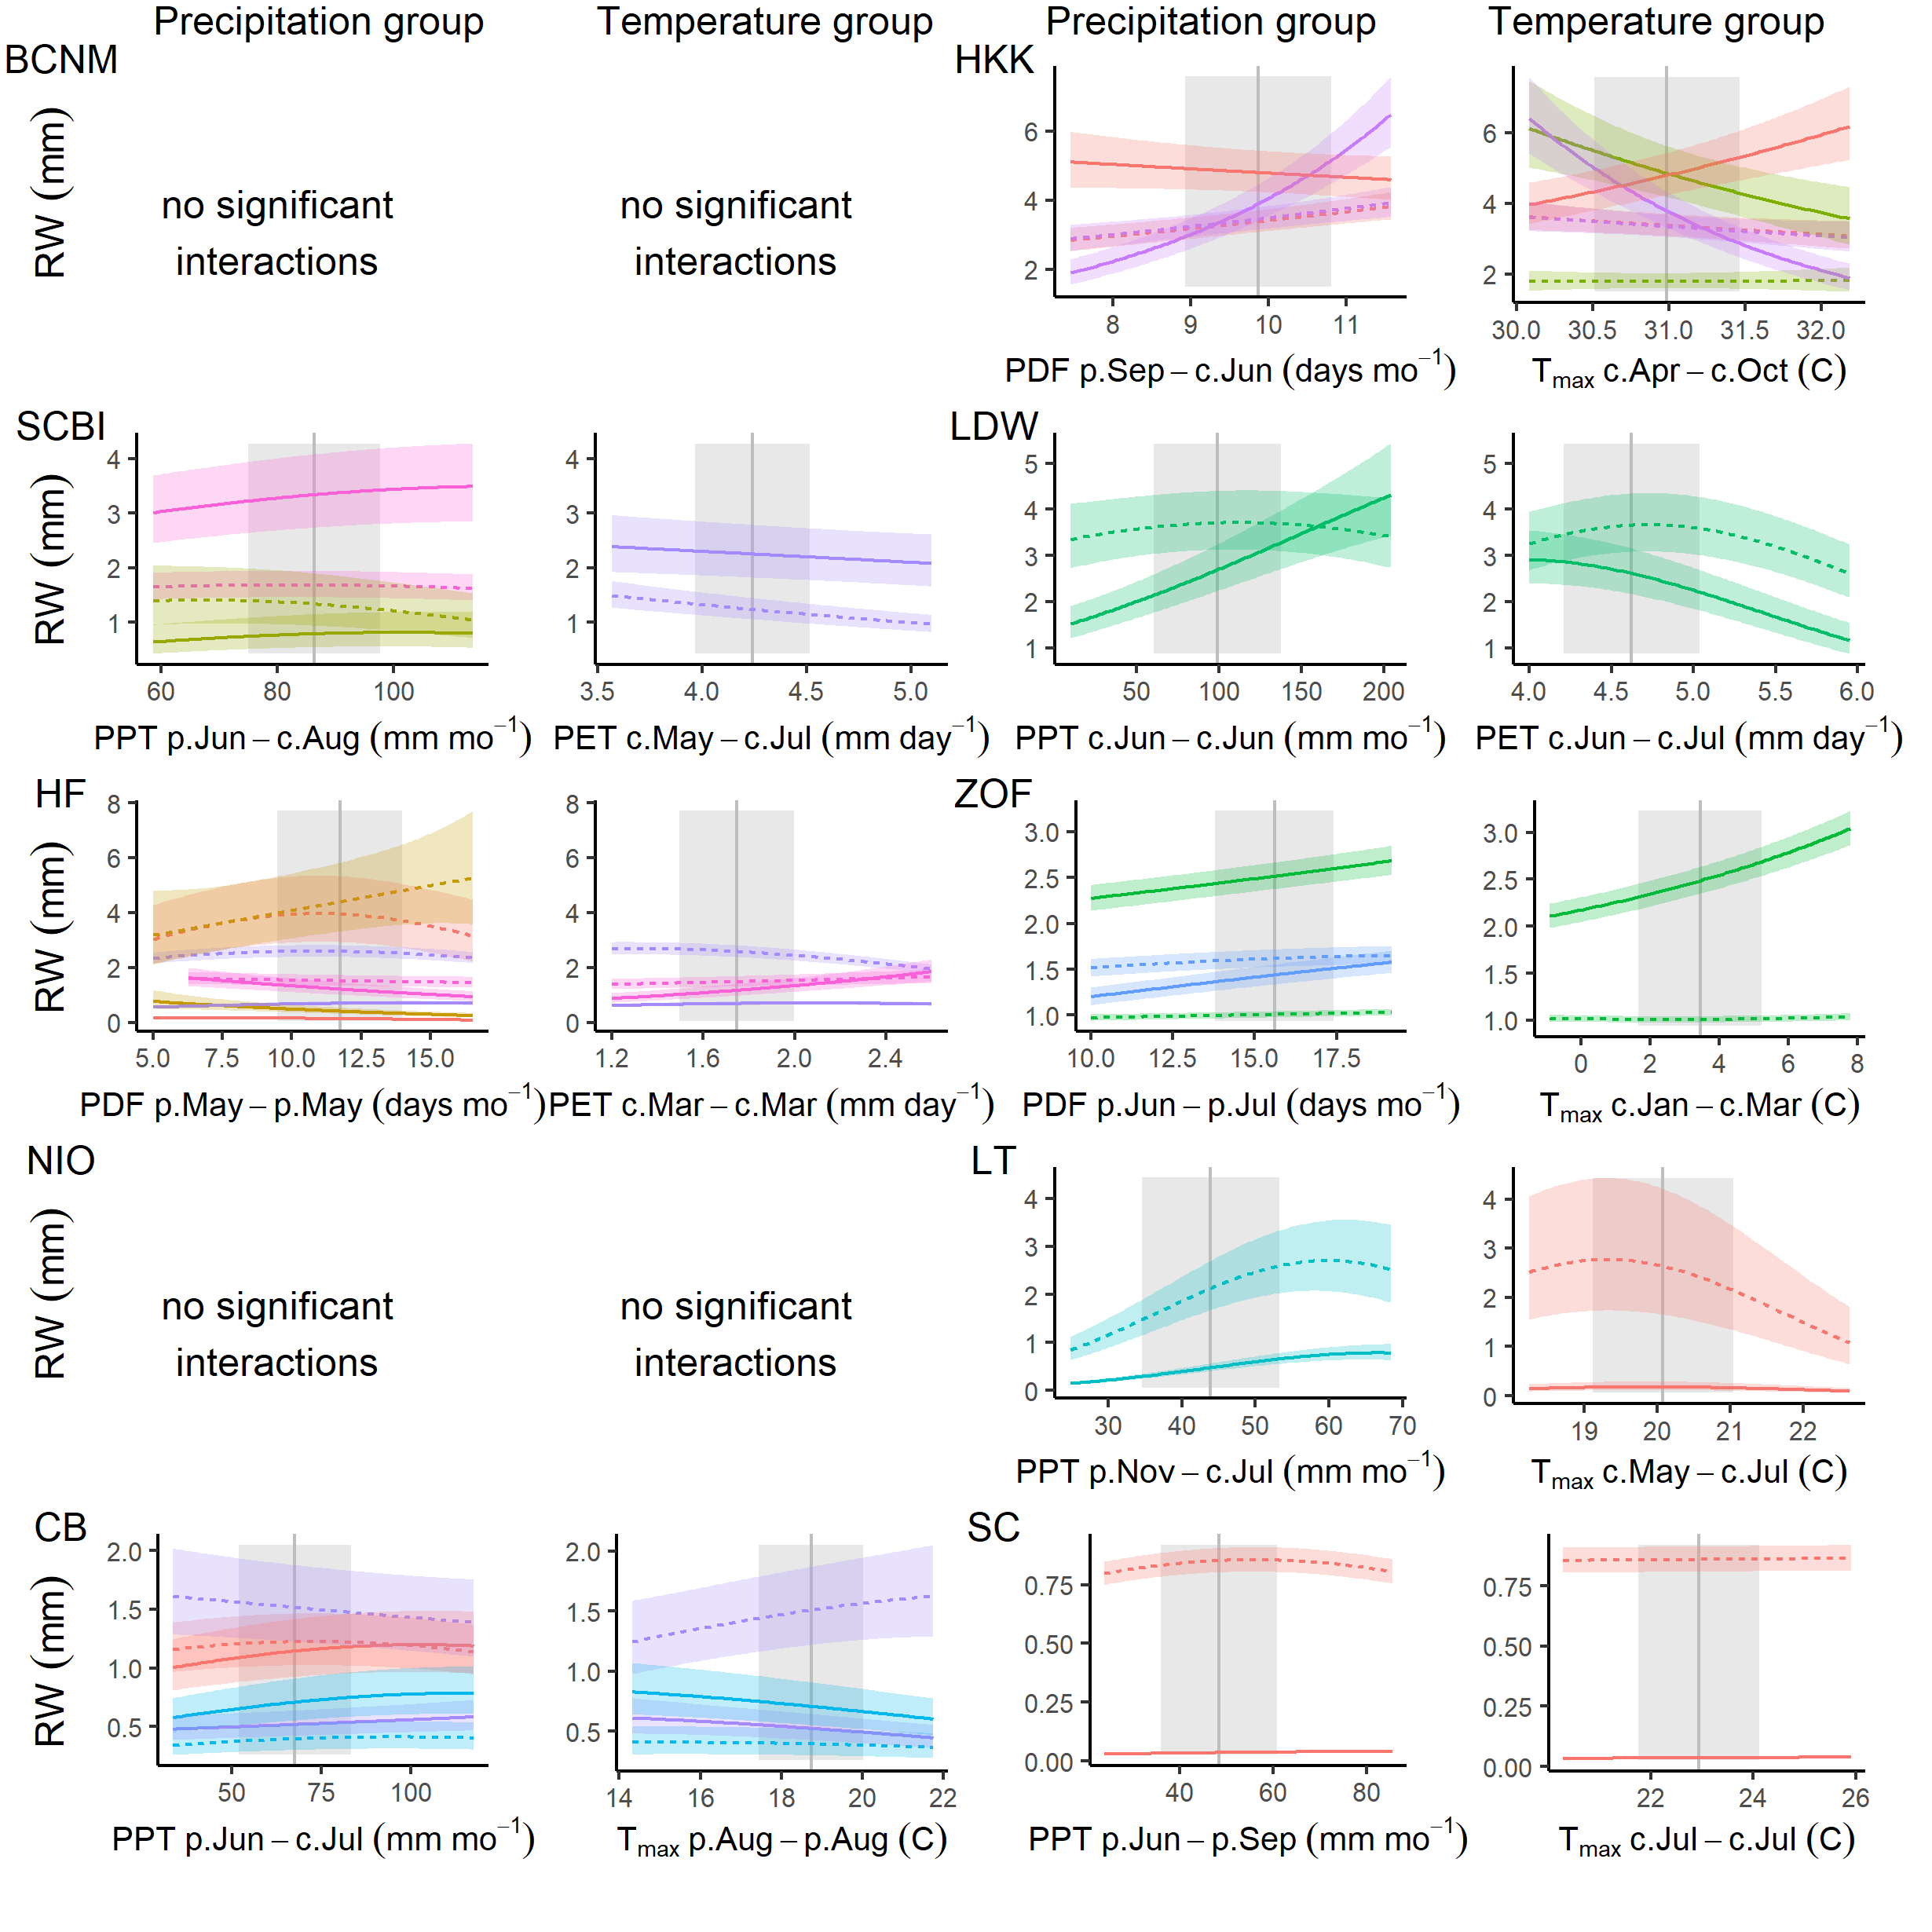 Precipitation group Temperature group Precipitation group Temperature group
BCNM
RW (mm)
no significant
interactions
no significant
interactions
HKK
6
4
2
8 9 10 11
PDF p.Sep – c.Jun (days mo⁻¹)
6
4
2
30.0 30.5 31.0 31.5 32.0
Tmax c.Apr – c.Oct (C)
SCBI
RW (mm)
4
3
2
1
60 80 100
PPT p.Jun – c.Aug (mm mo⁻¹)
4
3
2
1
3.5 4.0 4.5 5.0
PET c.May – c.Jul (mm day⁻¹)
LDW
5
4
3
2
1
50 100 150 200
PPT c.Jun – c.Jun (mm mo⁻¹)
5
4
3
2
1
4.0 4.5 5.0 5.5 6.0
PET c.Jun – c.Jul (mm day⁻¹)
HF
RW (mm)
8
6
4
2
0
5.0 7.5 10.0 12.5 15.0
PDF p.May – p.May (days mo⁻¹)
8
6
4
2
0
1.2 1.6 2.0 2.4
PET c.Mar – c.Mar (mm day⁻¹)
ZOF
3.0
2.5
2.0
1.5
1.0
10.0 12.5 15.0 17.5
PDF p.Jun – p.Jul (days mo⁻¹)
3.0
2.5
2.0
1.5
1.0
0 2 4 6 8
Tmax c.Jan – c.Mar (C)
NIO
RW (mm)
no significant
interactions
no significant
interactions
LT
4
3
2
1
0
30 40 50 60 70
PPT p.Nov – c.Jul (mm mo⁻¹)
4
3
2
1
0
19 20 21 22
Tmax c.May – c.Jul (C)
CB
RW (mm)
2.0
1.5
1.0
0.5
50 75 100
PPT p.Jun – c.Jul (mm mo⁻¹)
2.0
1.5
1.0
0.5
14 16 18 20 22
Tmax p.Aug – p.Aug (C)
SC
0.75
0.50
0.25
0.00
40 60 80
PPT p.Jun – p.Sep (mm mo⁻¹)
0.75
0.50
0.25
0.00
22 24 26
Tmax c.Jul – c.Jul (C)